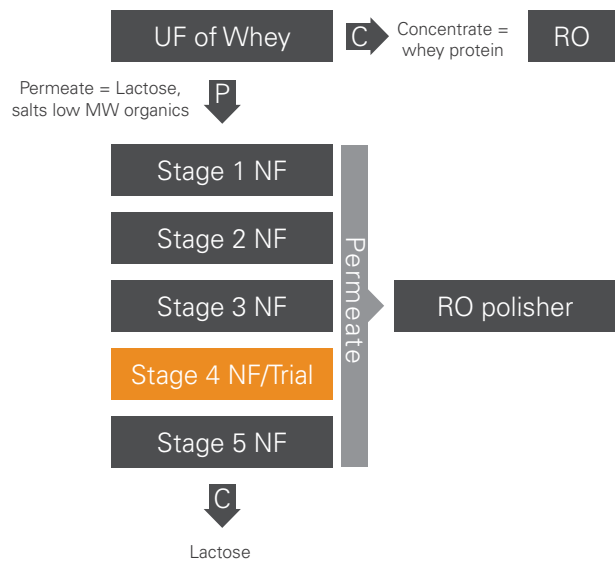 UF of Whey
C
Concentrate =
whey protein
RO
Permeate = Lactose,
salts low MW organics
P
Stage 1 NF
Stage 2 NF
Stage 3 NF
Stage 4 NF/Trial
Stage 5 NF
Permeate
RO polisher
C
Lactose